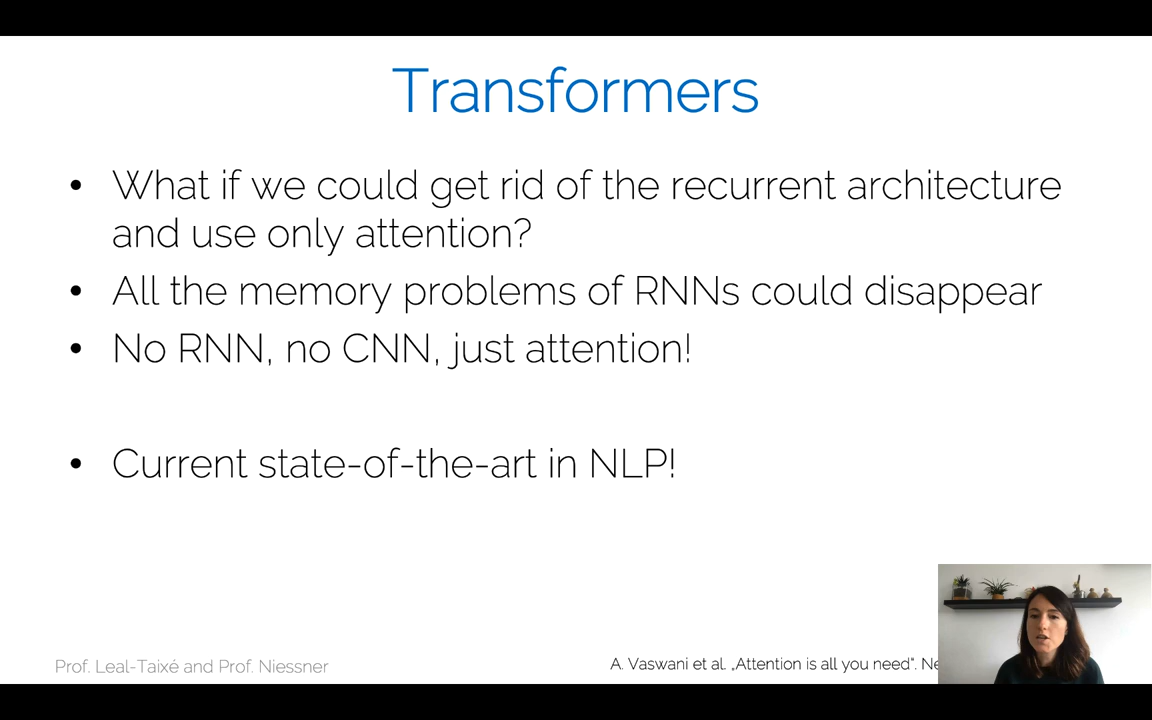 Transformers
• What if we could get rid of the recurrent architecture
and use only attention?
• All the memory problems of RNNs could disappear
• No RNN, no CNN, just attention!
• Current state-of-the-art in NLP!
Prof. Leal-Taixé and Prof. Niessner
A. Vaswani et al. „Attention is all you need“.